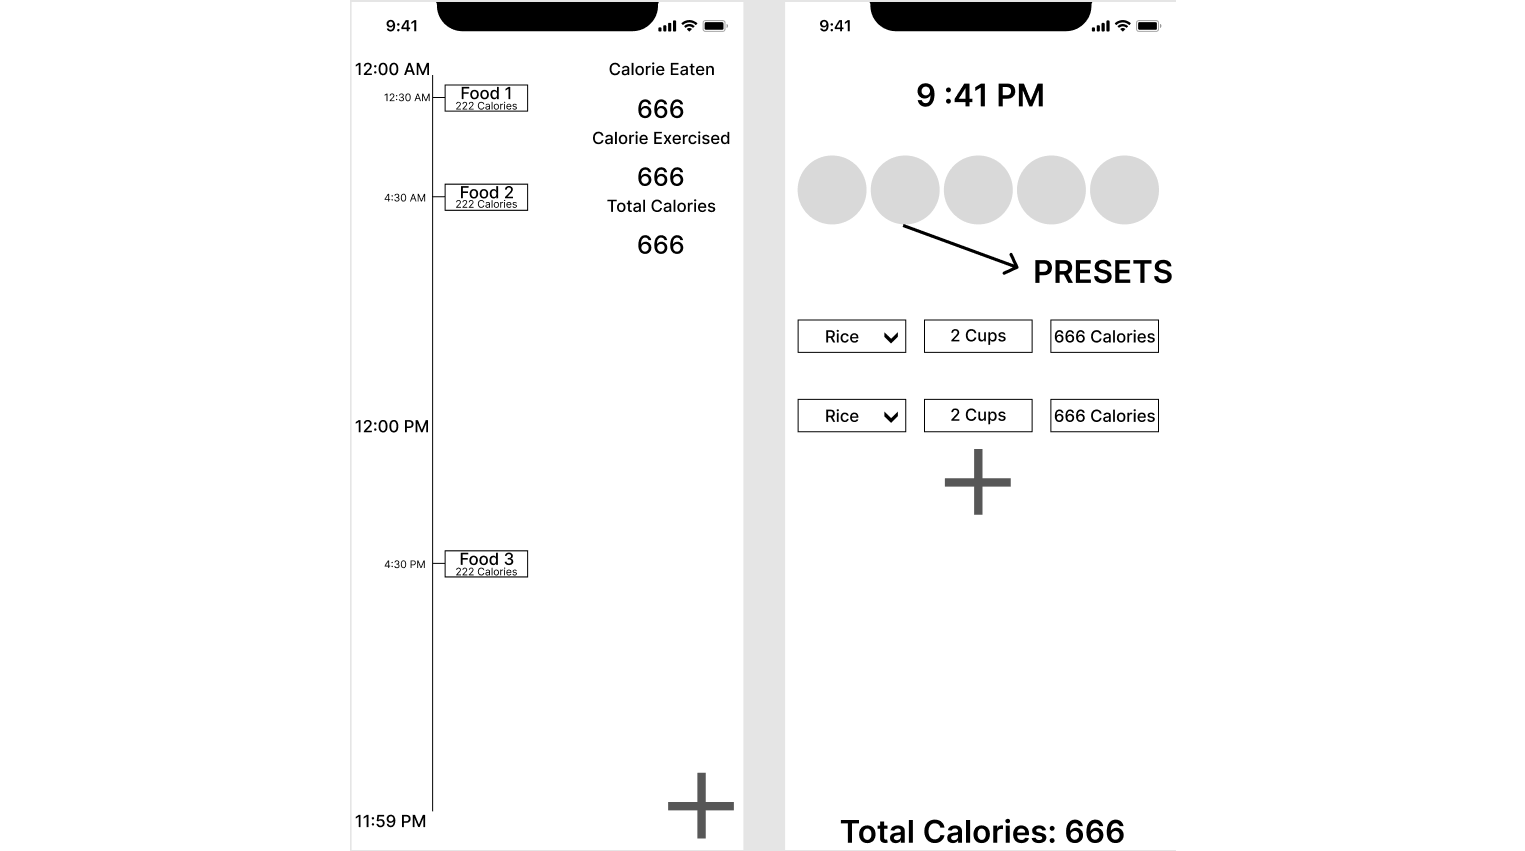 9:41
12:00 AM
12:30 AM
Food 1
222 Calories
4:30 AM
Food 2
222 Calories
12:00 PM
4:30 PM
Food 3
222 Calories
11:59 PM
Calorie Eaten
666
Calorie Exercised
666
Total Calories
666
9:41
9 :41 PM
PRESETS
Rice 2 Cups 666 Calories
Rice 2 Cups 666 Calories
Total Calories: 666